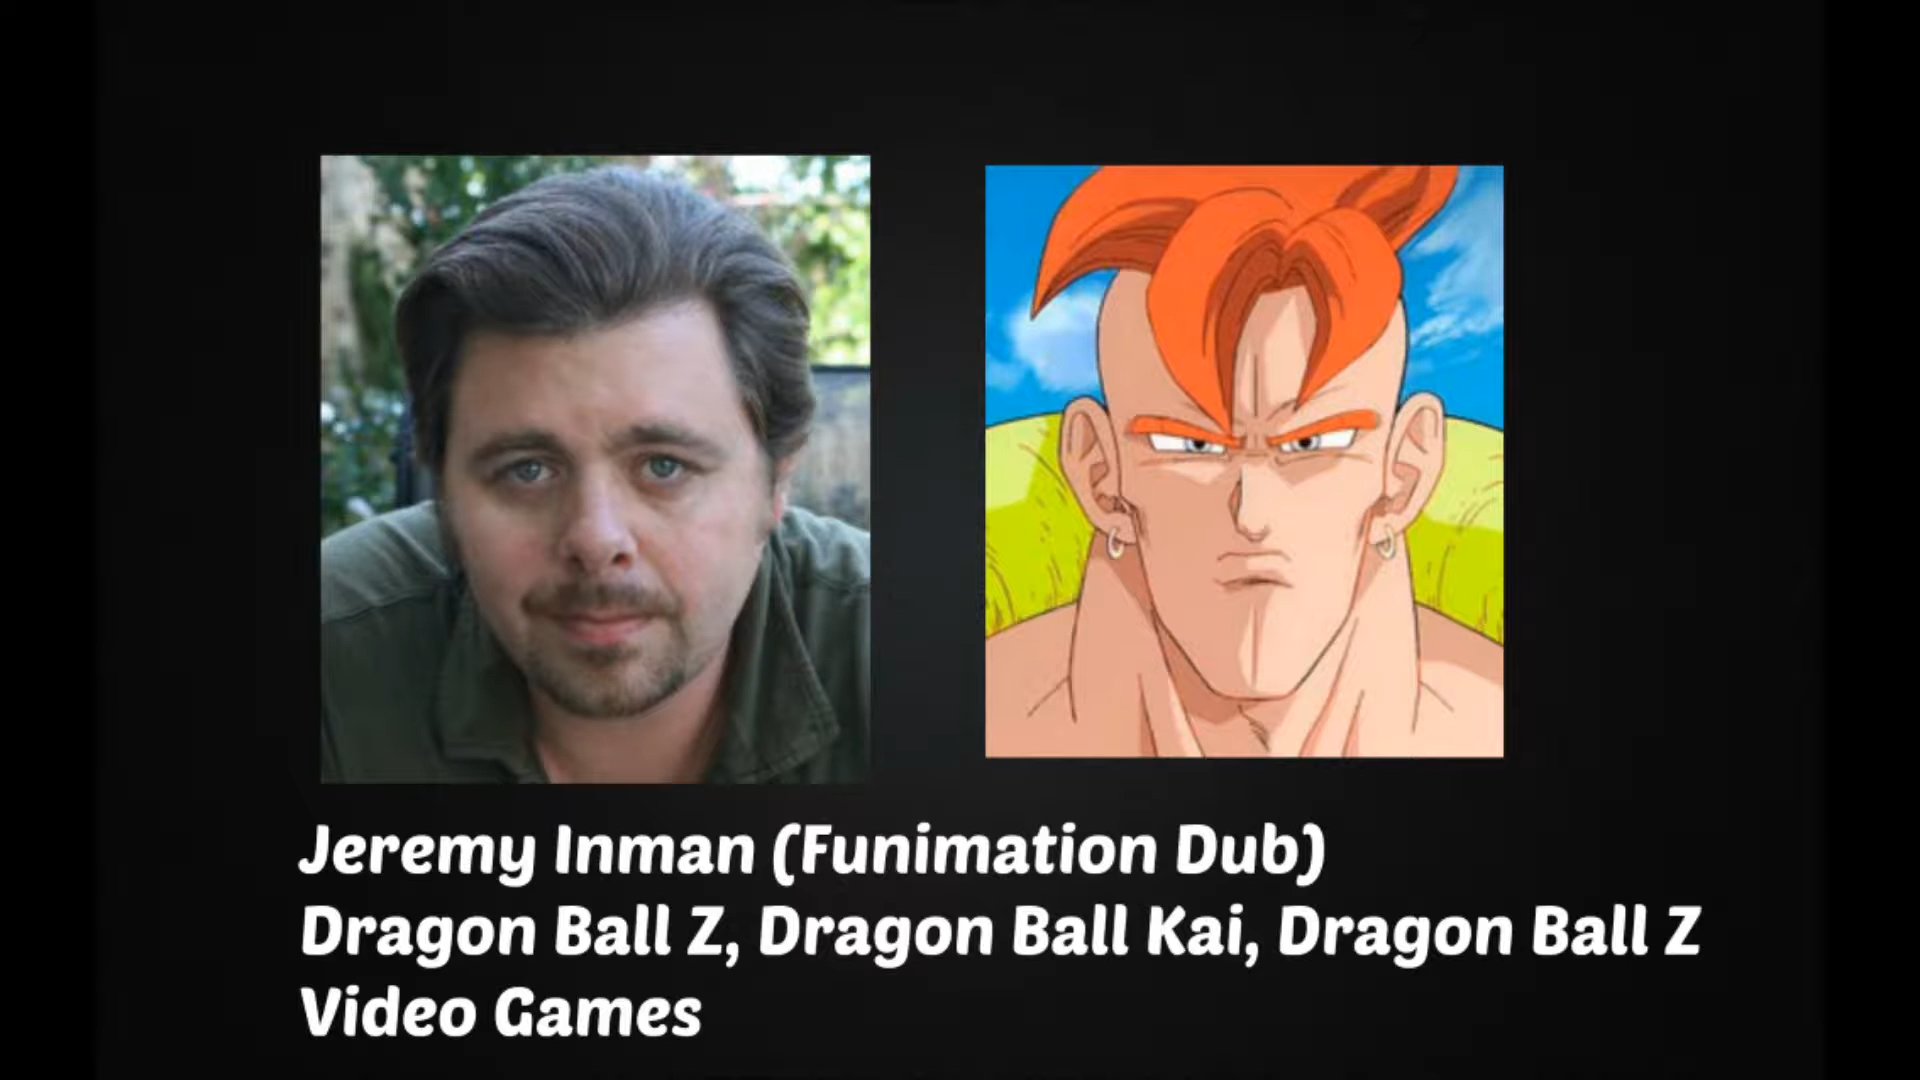 Jeremy Inman (Funimation Dub)
Dragon Ball Z, Dragon Ball Kai, Dragon Ball Z
Video Games